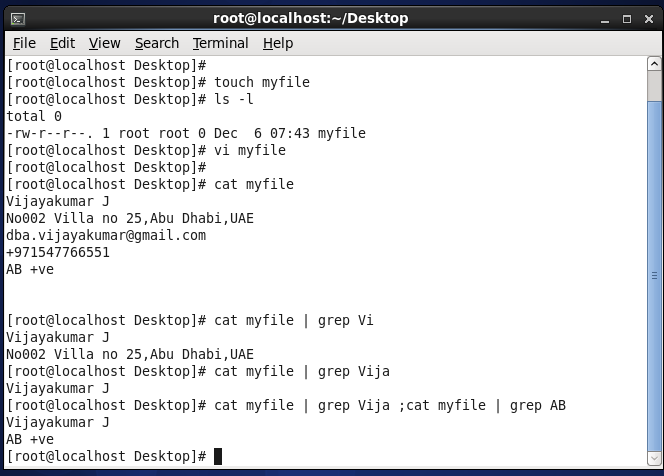 root@localhost:~/Desktop
File Edit View Search Terminal Help
[root@localhost Desktop]#
[root@localhost Desktop]# touch myfile
[root@localhost Desktop]# ls -l
total 0
-rw-r--r--. 1 root root 0 Dec  6 07:43 myfile
[root@localhost Desktop]# vi myfile
[root@localhost Desktop]#
[root@localhost Desktop]# cat myfile
Vijayakumar J
No002 Villa no 25,Abu Dhabi,UAE
dba.vijayakumar@gmail.com
+971547766551
AB +ve
[root@localhost Desktop]# cat myfile | grep Vi
Vijayakumar J
No002 Villa no 25,Abu Dhabi,UAE
[root@localhost Desktop]# cat myfile | grep Vija
Vijayakumar J
[root@localhost Desktop]# cat myfile | grep Vija ;cat myfile | grep AB
Vijayakumar J
AB +ve
[root@localhost Desktop]#